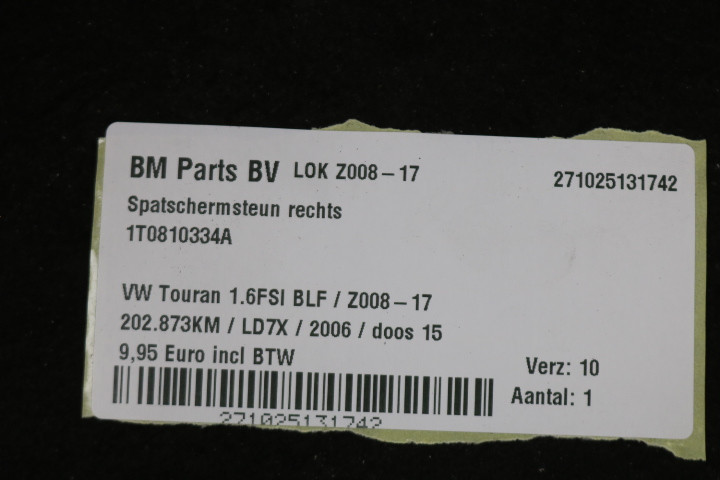 BM Parts BV LOK Z008-17
271025131742
Spatschermsteun rechts
1T0810334A
VW Touran 1.6FSI BLF / Z008-17
202.873KM / LD7X / 2006 / doos 15
9,95 Euro incl BTW
Verz: 10
Aantal: 1
271025131742